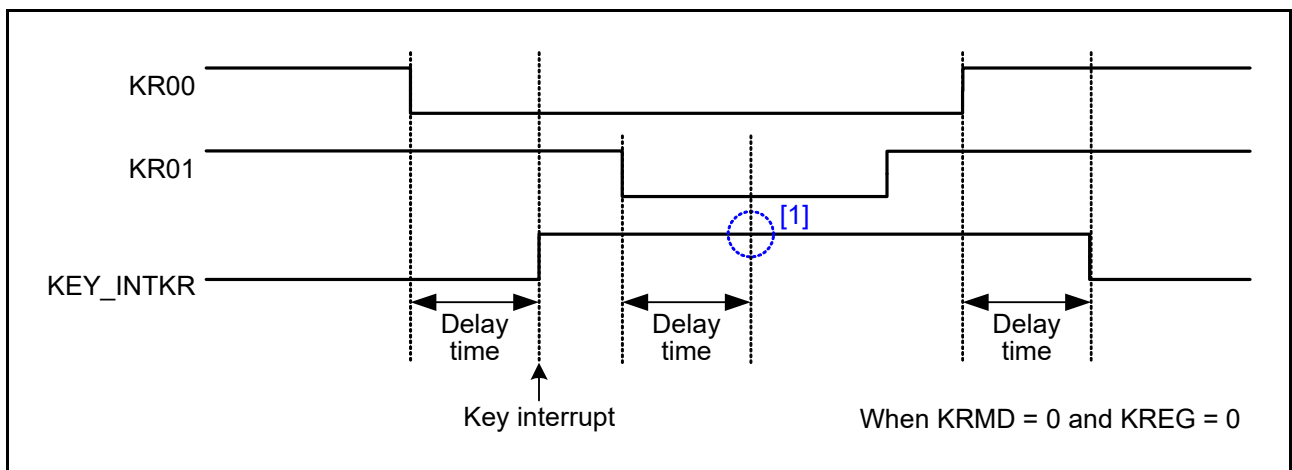 KR00
KR01
[1]
KEY_INTKR
Delay
time
Delay
time
Delay
time
Key interrupt
When KRMD = 0 and KREG = 0